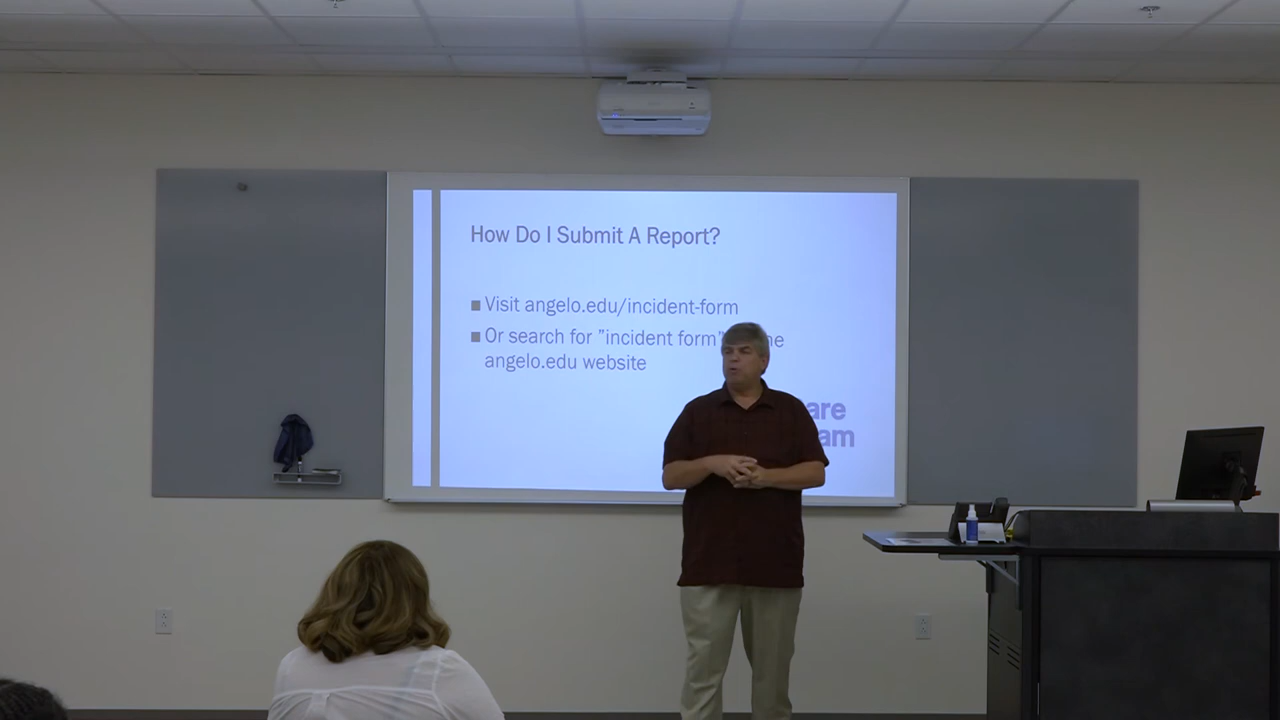 How Do I Submit A Report?
Visit angelo.edu/incident-form
Or search for ”incident form”
angelo.edu website